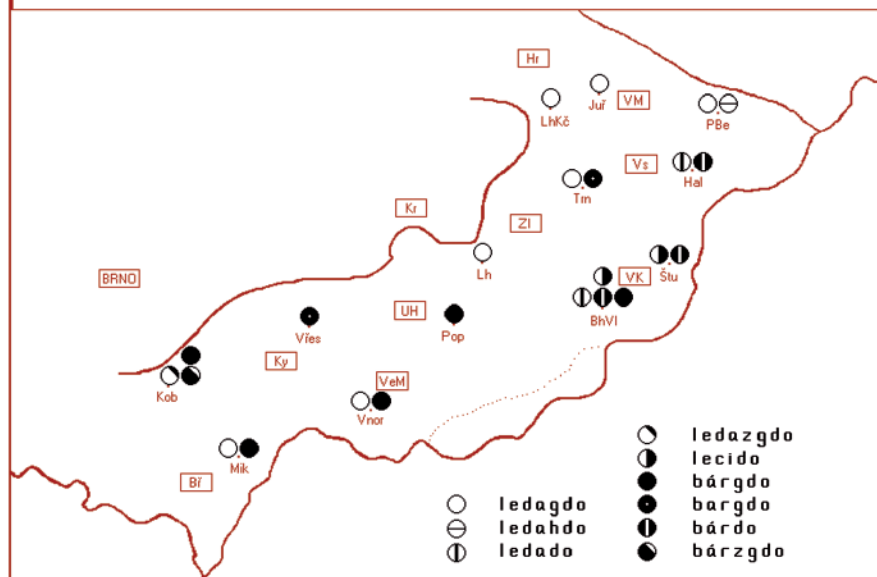 Hr
LhKč
Juř
VM
PBe
Trn
Vs
Hal
Kr
Zl
Lh
BRNO
VK
Štu
BhVl
Vřes
UH
Pop
Ky
Kob
VeM
Vnor
Mik
Bř
ledagdo
ledahdo
ledado
ledazgdo
lecido
bárgdo
bargdo
bárdo
bárzgdo